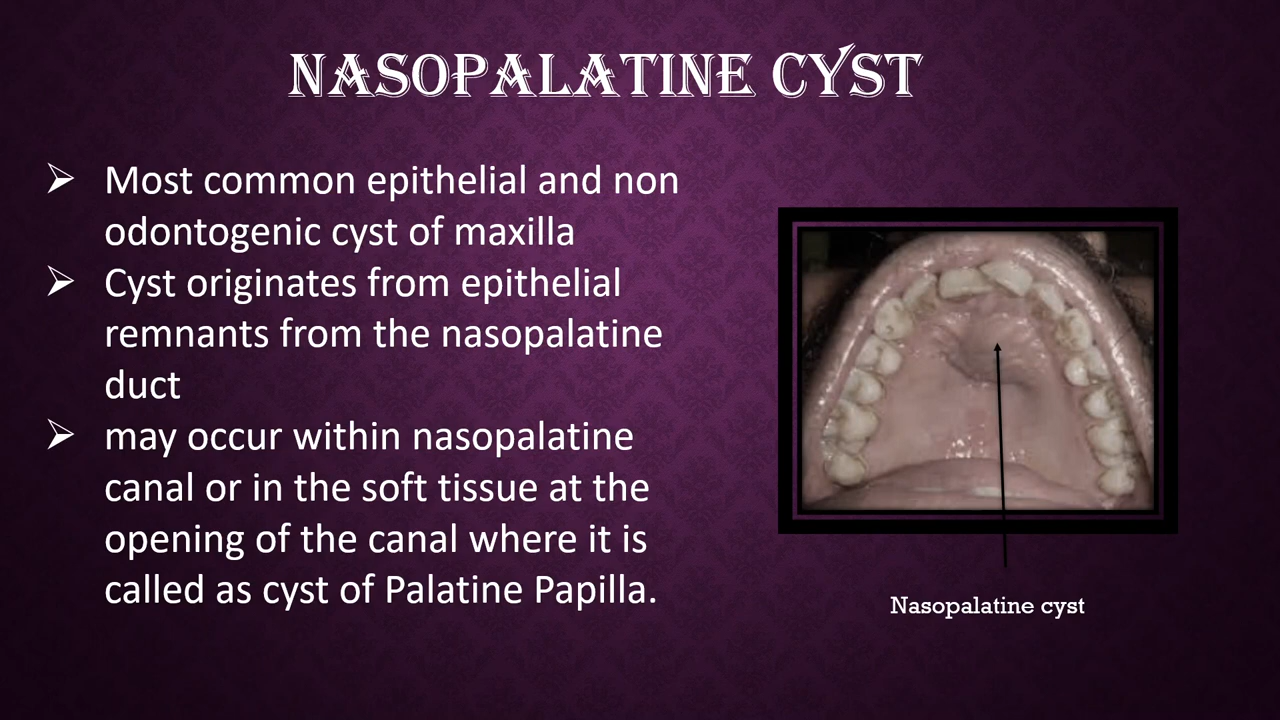 NASOPALATINE CYST
➢ Most common epithelial and non
odontogenic cyst of maxilla
➢ Cyst originates from epithelial
remnants from the nasopalatine
duct
➢ may occur within nasopalatine
canal or in the soft tissue at the
opening of the canal where it is
called as cyst of Palatine Papilla.
Nasopalatine cyst